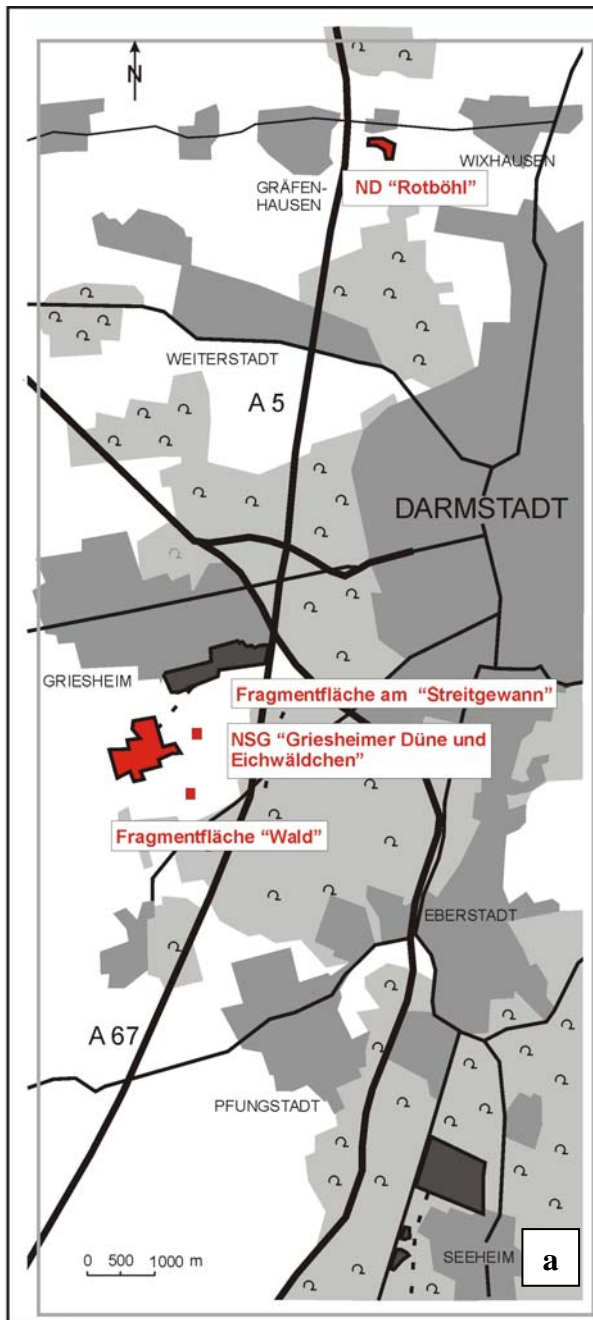 N
WIXHAUSEN
GRÄFEN-
HAUSEN
ND “Rotböhl”
WEITERSTADT
A 5
DARMSTADT
GRIESHEIM
Fragmentfläche am “Streitgewann”
NSG “Griesheimer Düne und
Eichwäldchen”
Fragmentfläche “Wald”
EBERSTADT
A 67
PFUNGSTADT
0 500 1000 m
SEEHEIM
a